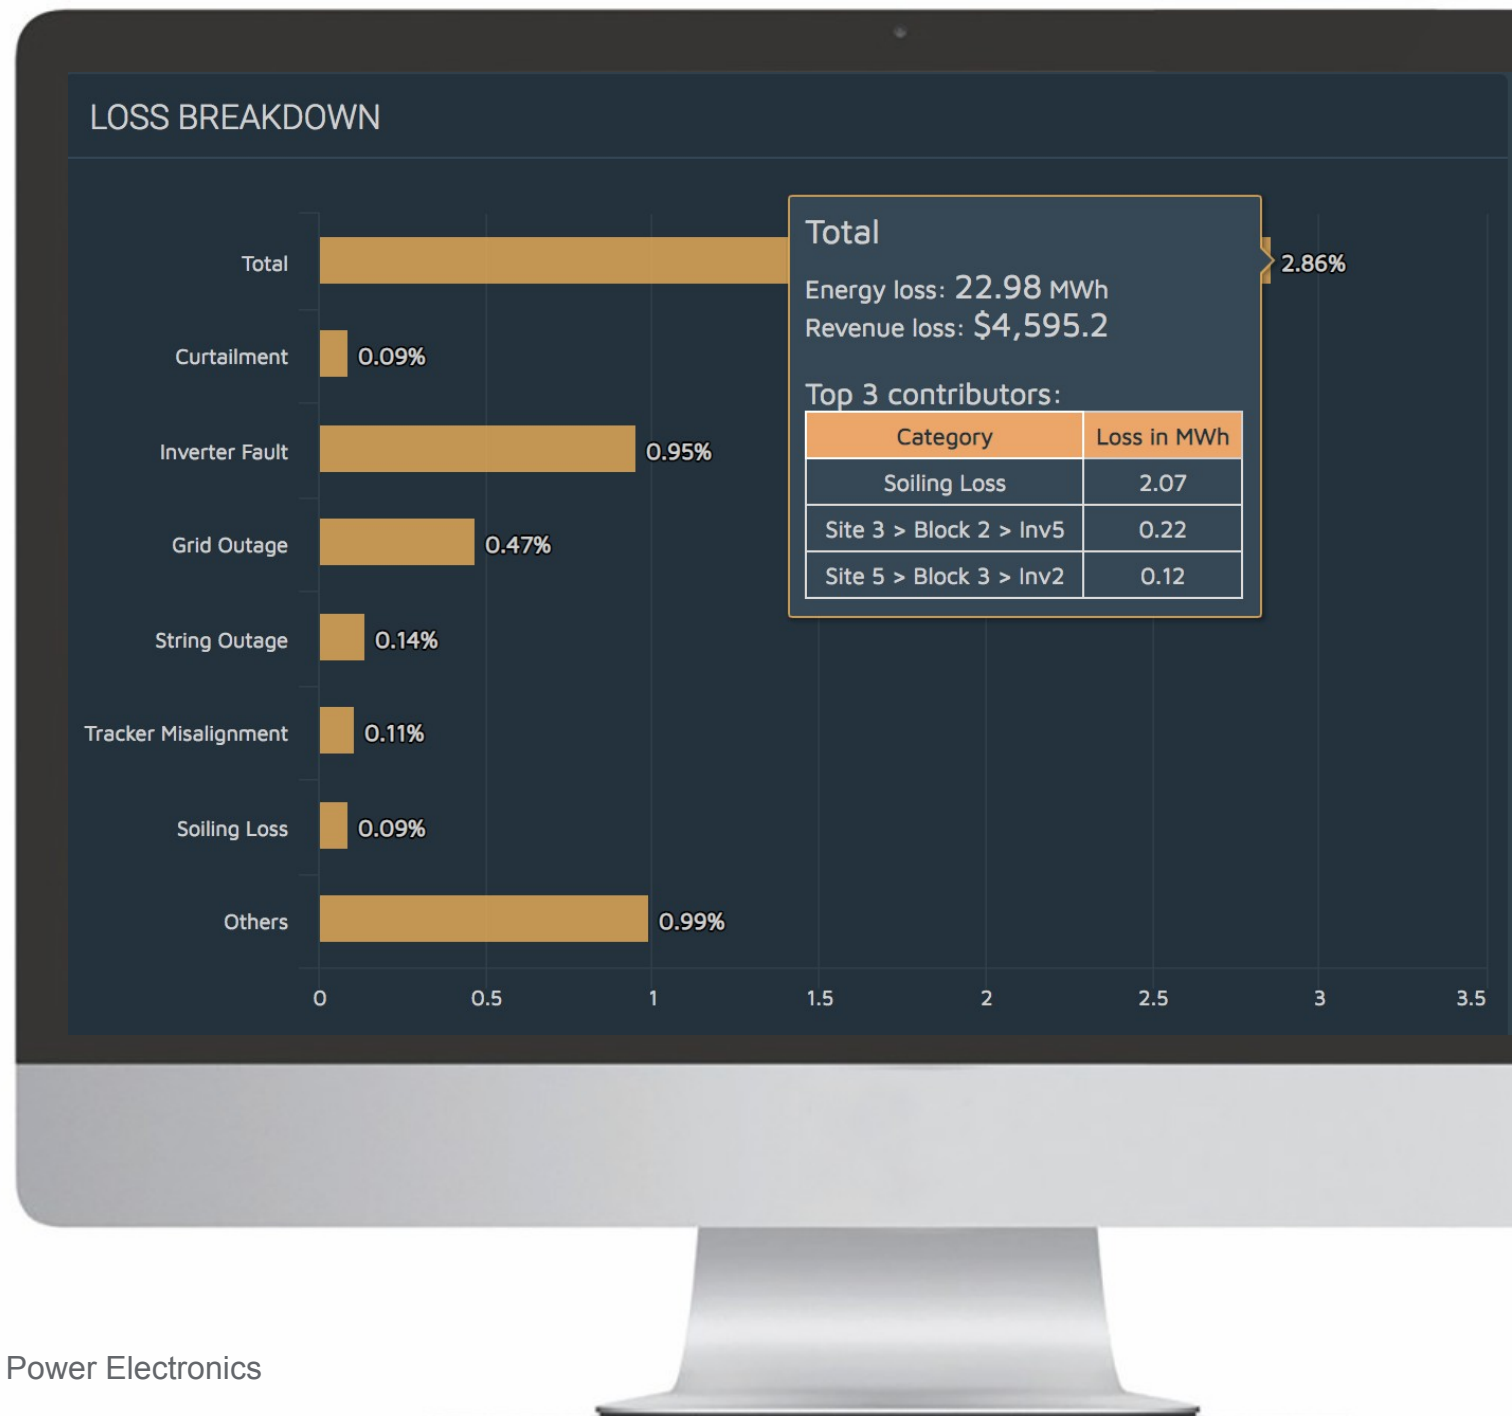 LOSS BREAKDOWN
Total
2.86%
Curtailment
0.09%
Inverter Fault
0.95%
Grid Outage
0.47%
String Outage
0.14%
Tracker Misalignment
0.11%
Soiling Loss
0.09%
Others
0.99%
0 0.5 1 1.5 2 2.5 3 3.5
Total
Energy loss: 22.98 MWh
Revenue loss: $4,595.2
Top 3 contributors:
Category Loss in MWh
Soiling Loss 2.07
Site 3 > Block 2 > Inv5 0.22
Site 5 > Block 3 > Inv2 0.12
Power Electronics